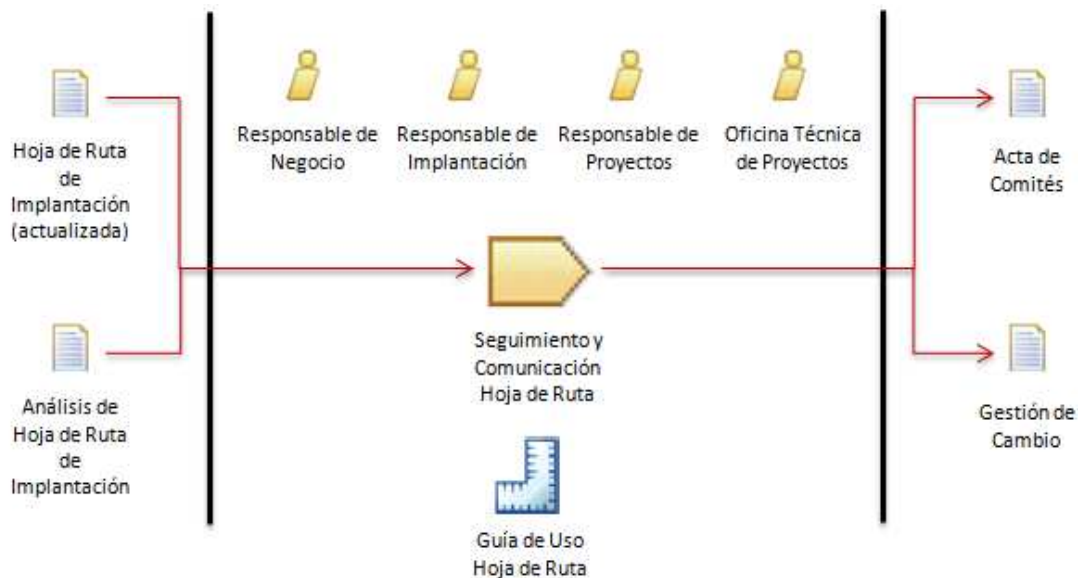 Hoja de Ruta
de
Implantación
(actualizada)
Análisis de
Hoja de Ruta
de
Implantación
Responsable de
Negocio
Responsable de
Implantación
Responsable de
Proyectos
Oficina Técnica
de Proyectos
Seguimiento y
Comunicación
Hoja de Ruta
Guía de Uso
Hoja de Ruta
Acta de
Comités
Gestión de
Cambio